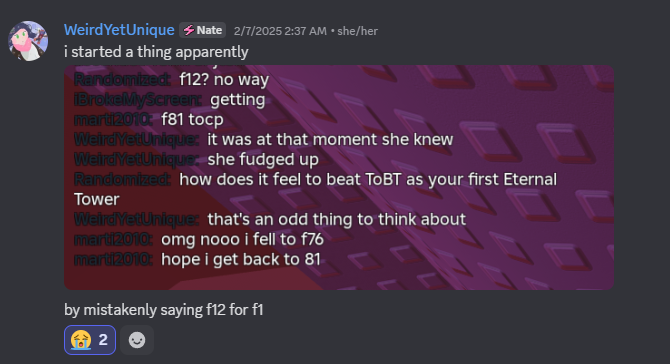 WeirdYetUnique Nate 2/7/2025 2:37 AM • she/her
i started a thing apparently
Randomized: f12? no way
iBrokeMyScreen: getting
marti2010: f81 tocp
WeirdYetUnique: it was at that moment she knew
WeirdYetUnique: she fudged up
Randomized: how does it feel to beat ToBT as your first Eternal
Tower
WeirdYetUnique: that's an odd thing to think about
marti2010: omg nooo i fell to f76
marti2010: hope i get back to 81
by mistakenly saying f12 for f1
2